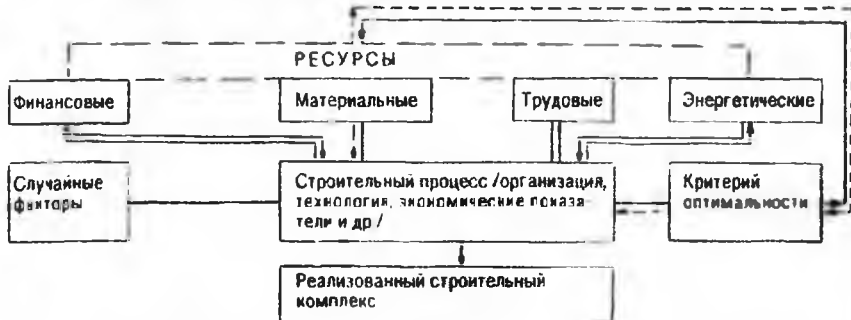 РЕСУРСЫ
Финансовые
Материальные
Трудовые
Энергетические
Случайные
факторы
Строительный процесс /организация,
технология, экономические показа-
тели и др /
Критерий
оптимальности
Реализованный строительный
комплекс